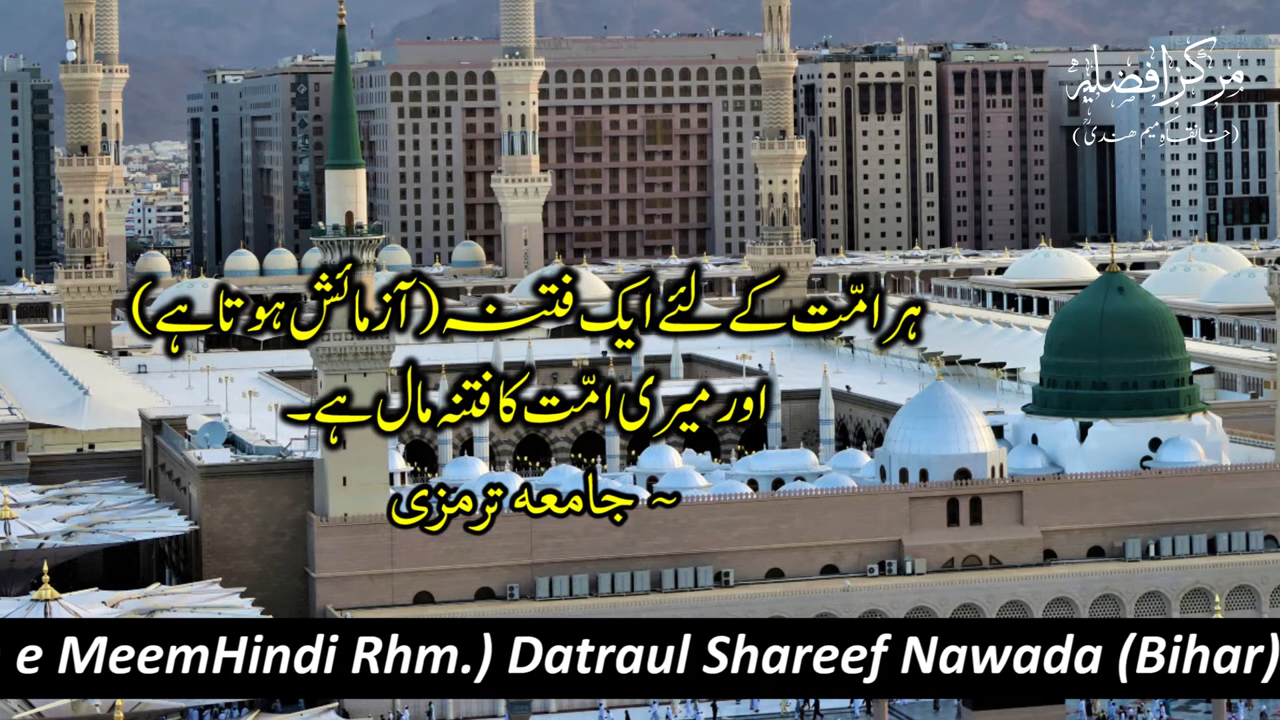 مرکز افضلیہ
(خانقاہِ میم ھندیؒ)
ہر امّت کے لئے ایک فتنہ (آزمائش ہوتا ہے)
اور میری امّت کا فتنہ مال ہے۔
~ جامعہ ترمزی
e MeemHindi Rhm.) Datraul Shareef Nawada (Bihar)